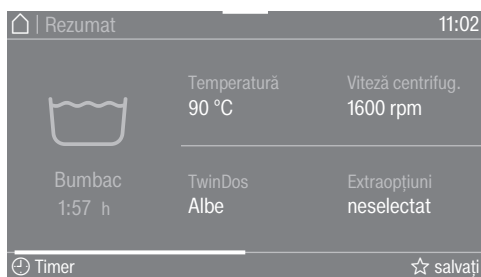 | Rezumat 11:02
Temperatură Viteză centrifug.
90 °C 1600 rpm
Bumbac TwinDos Extraopțiuni
1:57 h Albe neselectat
Timer salvați